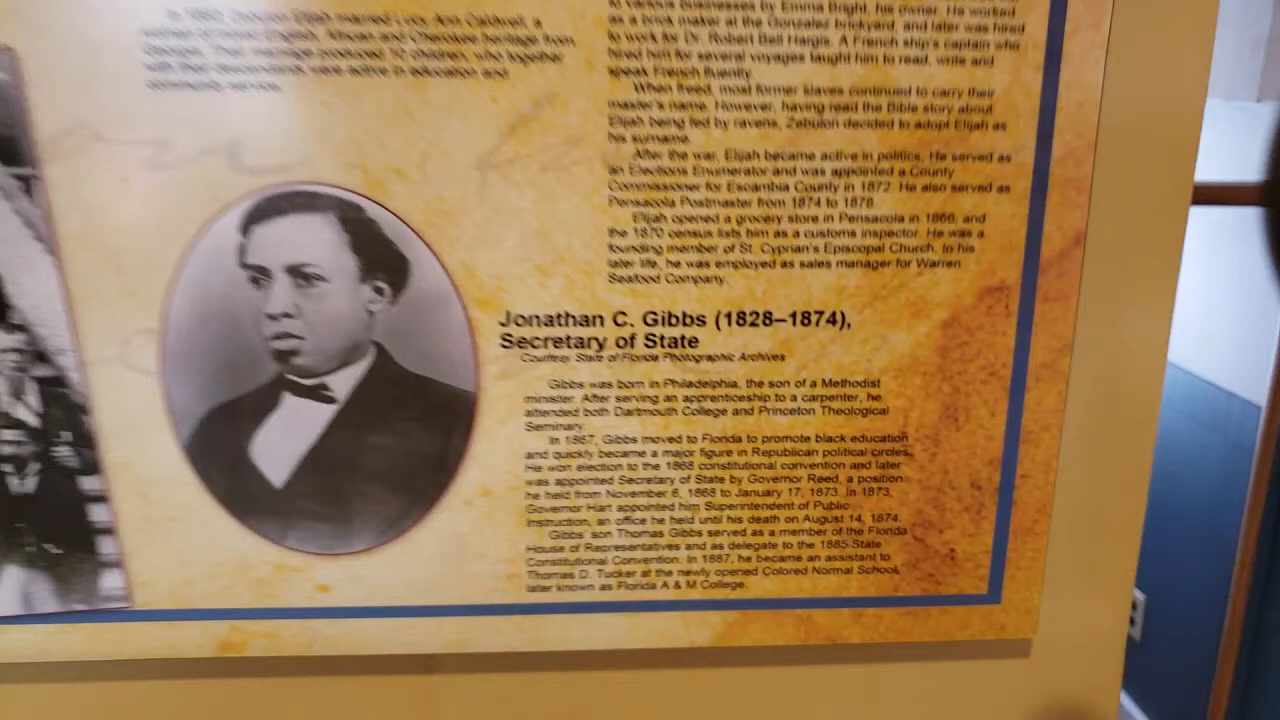 In 1862, Zebulon Elijah married Lucy Ann Caldwell, a
woman of English, African and Cherokee heritage from
Georgia. This marriage produced 10 children, who together
with their descendants were active in education and
community service.
to various businesses by Emma Bright, his owner. He worked
as a brick maker at the Gonzalez brickyard, and later was hired
to work for Dr. Robert Bell Hargis. A French ship's captain who
hired him for several voyages taught him to read, write and
speak French fluently.
When freed, most former slaves continued to carry their
master's name. However, having read the Bible story about
Elijah being fed by ravens, Zebulon decided to adopt Elijah as
his surname.
After the war, Elijah became active in politics. He served as
an Elections Enumerator and was appointed a County
Commissioner for Escambia County in 1872. He also served as
Pensacola Postmaster from 1874 to 1878.
Elijah opened a grocery store in Pensacola in 1866, and
the 1870 census lists him as a customs inspector. He was a
founding member of St. Cyprian's Episcopal Church. In his
later life, he was employed as sales manager for Warren
Seafood Company.
Jonathan C. Gibbs (1828–1874),
Secretary of State
Courtesy State of Florida Photographic Archives
Gibbs was born in Philadelphia, the son of a Methodist
minister. After serving an apprenticeship to a carpenter, he
attended both Dartmouth College and Princeton Theological
Seminary.
In 1867, Gibbs moved to Florida to promote black education
and quickly became a major figure in Republican political circles.
He won election to the 1868 constitutional convention and later
was appointed Secretary of State by Governor Reed, a position
he held from November 6, 1868 to January 17, 1873. In 1873,
Governor Hart appointed him Superintendent of Public
Instruction, an office he held until his death on August 14, 1874.
Gibbs' son Thomas Gibbs served as a member of the Florida
House of Representatives and as delegate to the 1885 State
Constitutional Convention. In 1887, he became an assistant to
Thomas D. Tucker at the newly opened Colored Normal School,
later known as Florida A & M College.